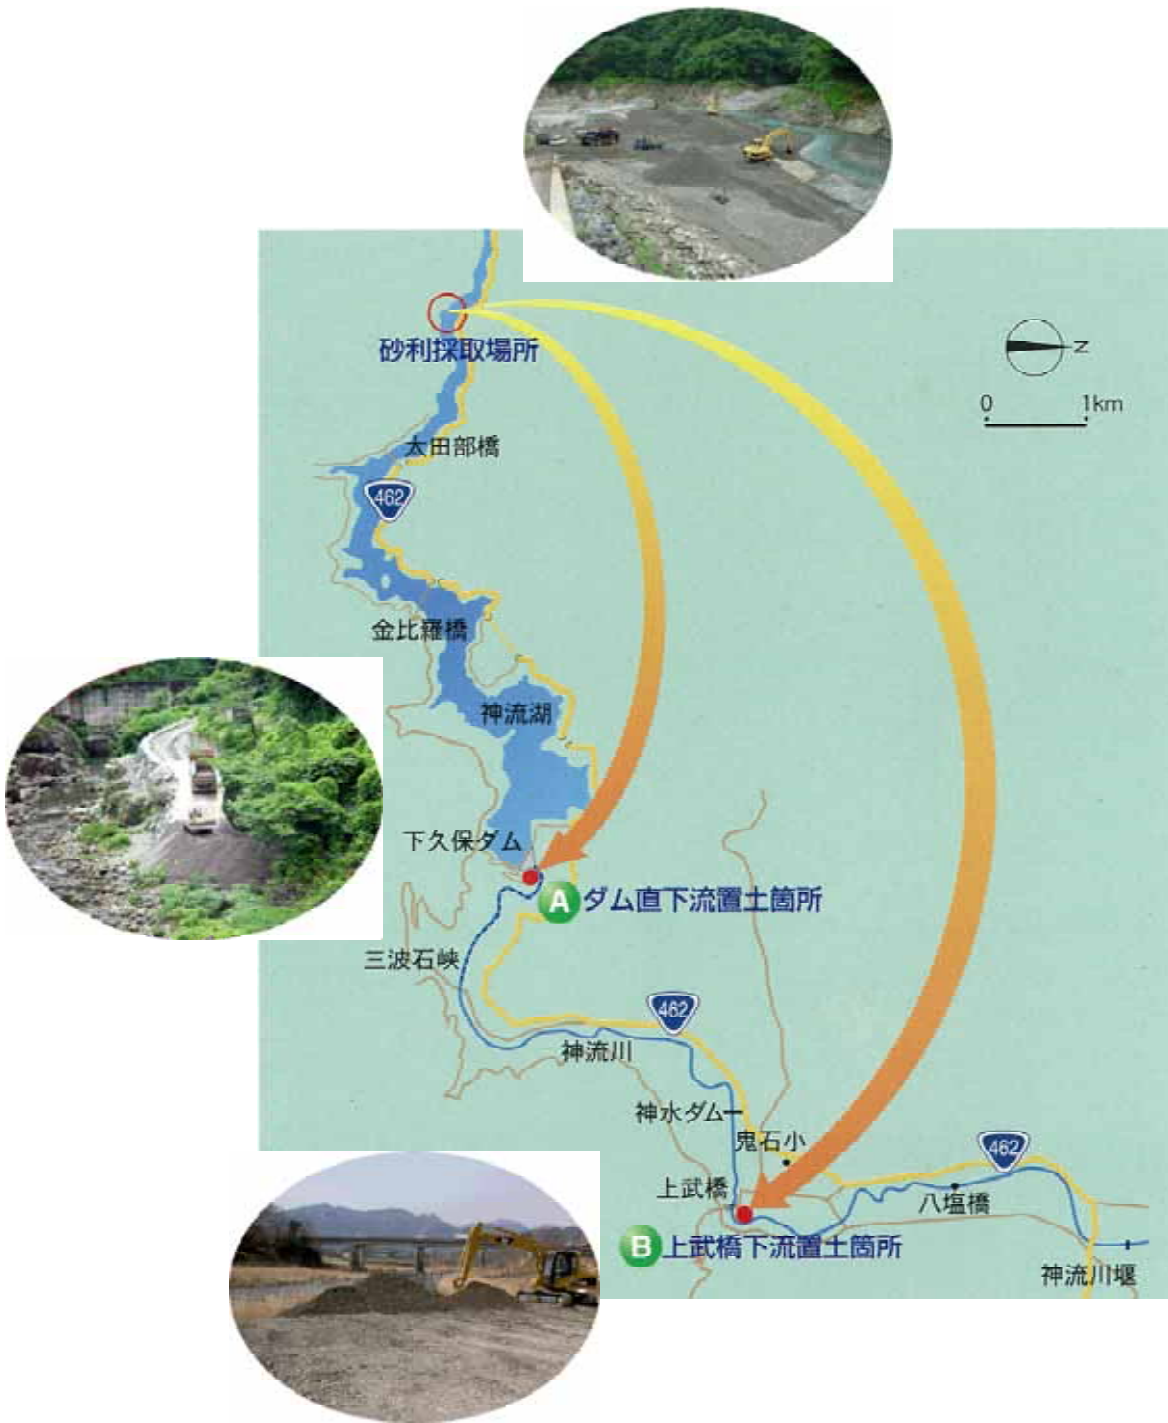 砂利採取場所
N
0 1km
太田部橋
462
金比羅橋
神流湖
下久保ダム
A ダム直下流置土箇所
三波石峡
462
神流川
神水ダム
鬼石小
462
上武橋
八塩橋
B 上武橋下流置土箇所
神流川堰